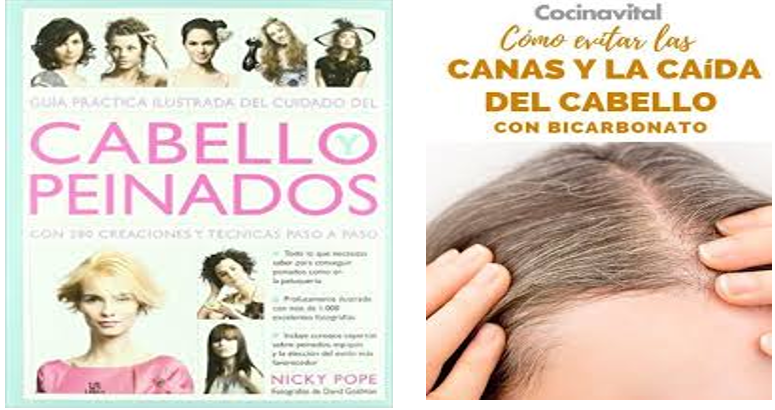 GUIA PRACTICA ILUSTRADA DEL CUIDADO DEL
CABELLO Y
PEINADOS
CON 280 CREACIONES Y TECNICAS PASO A PASO
Todo lo que necesitas
saber para conseguir
peinados como en
la peluquería
Profusamente ilustrado
con más de 1.000
excelentes fotografías
Incluye consejos expertos
sobre peinados, equipo
y la elección del estilo más
favorecedor
NICKY POPE
Fotografías de David Goldman
Cocinavital
Cómo evitar las
CANAS Y LA CAíDA
DEL CABELLO
CON BICARBONATO